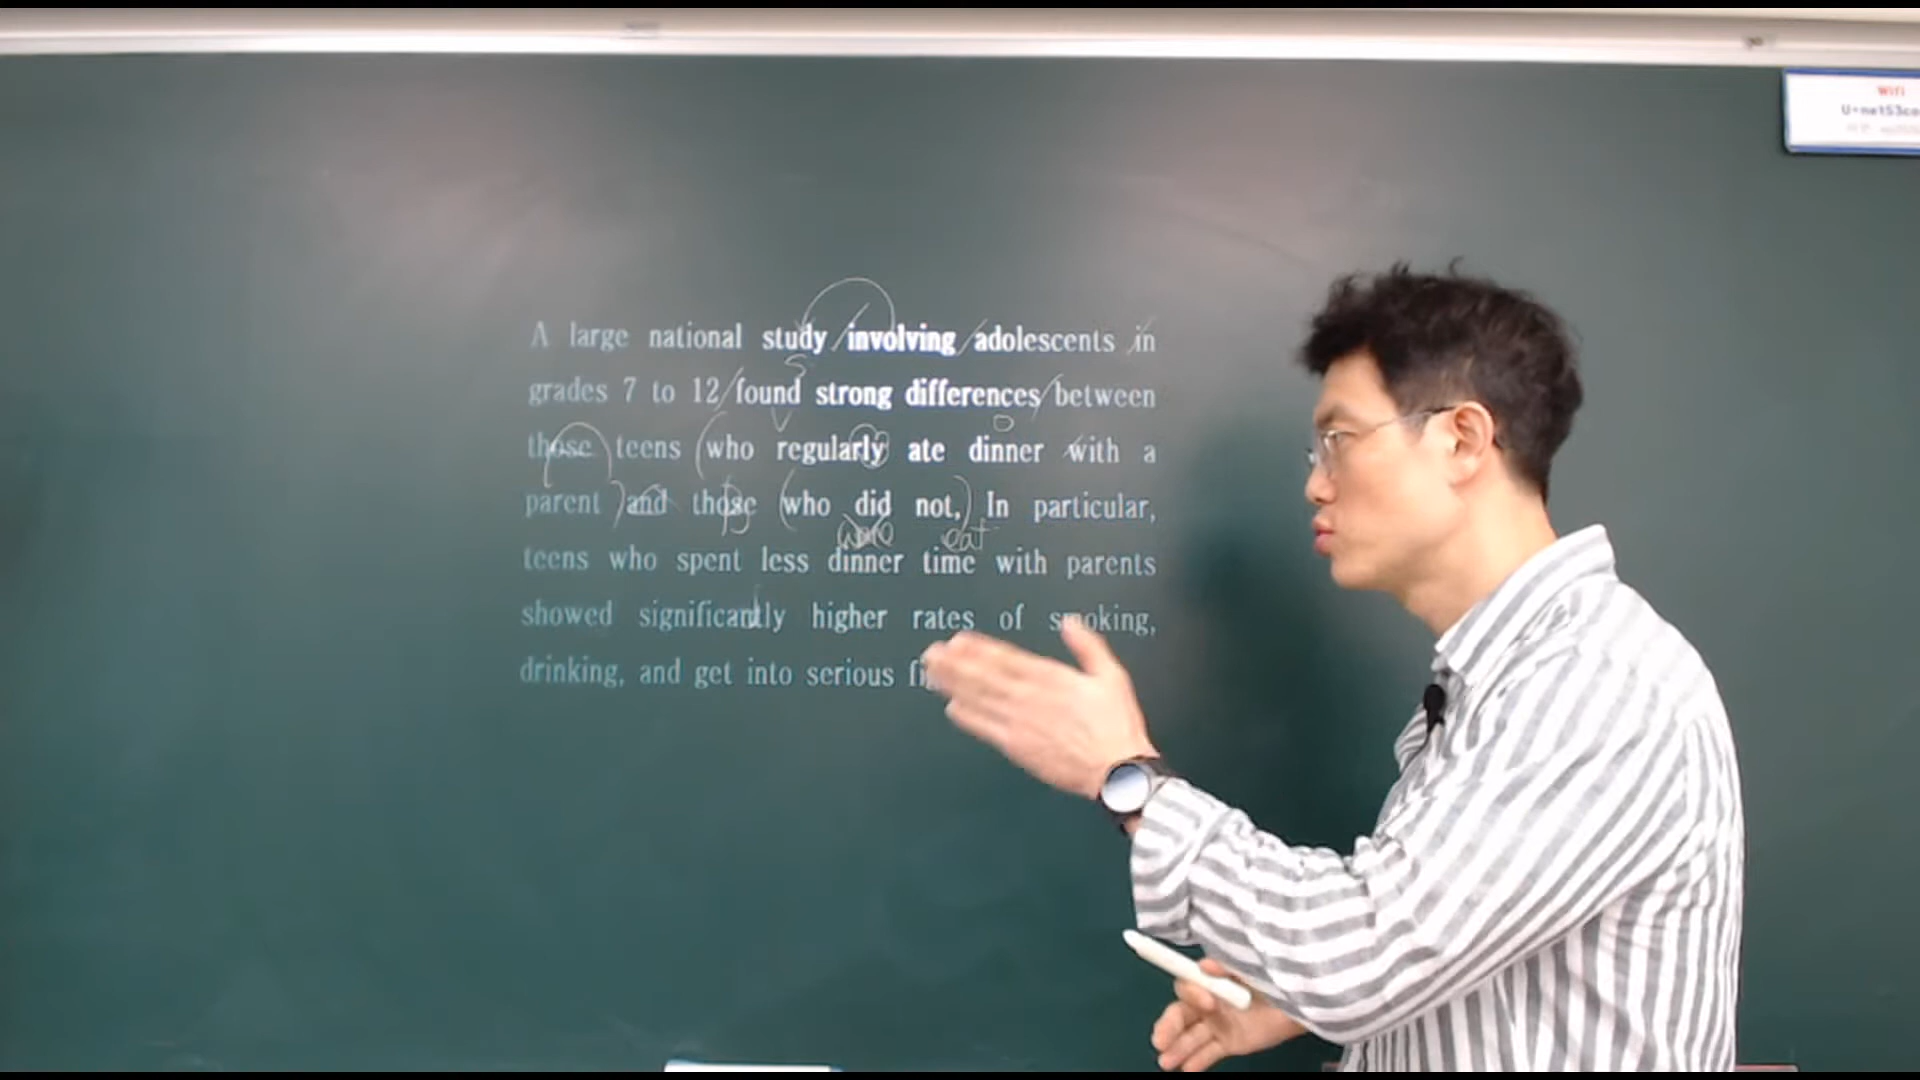 A large national study involving adolescents in
grades 7 to 12 found strong differences between
those teens (who regularly ate dinner with a
parent) and those (who did not,) In particular,
eat
teens who spent less dinner time with parents
showed significantly higher rates of smoking,
drinking, and get into serious
S
V
O
Wifi